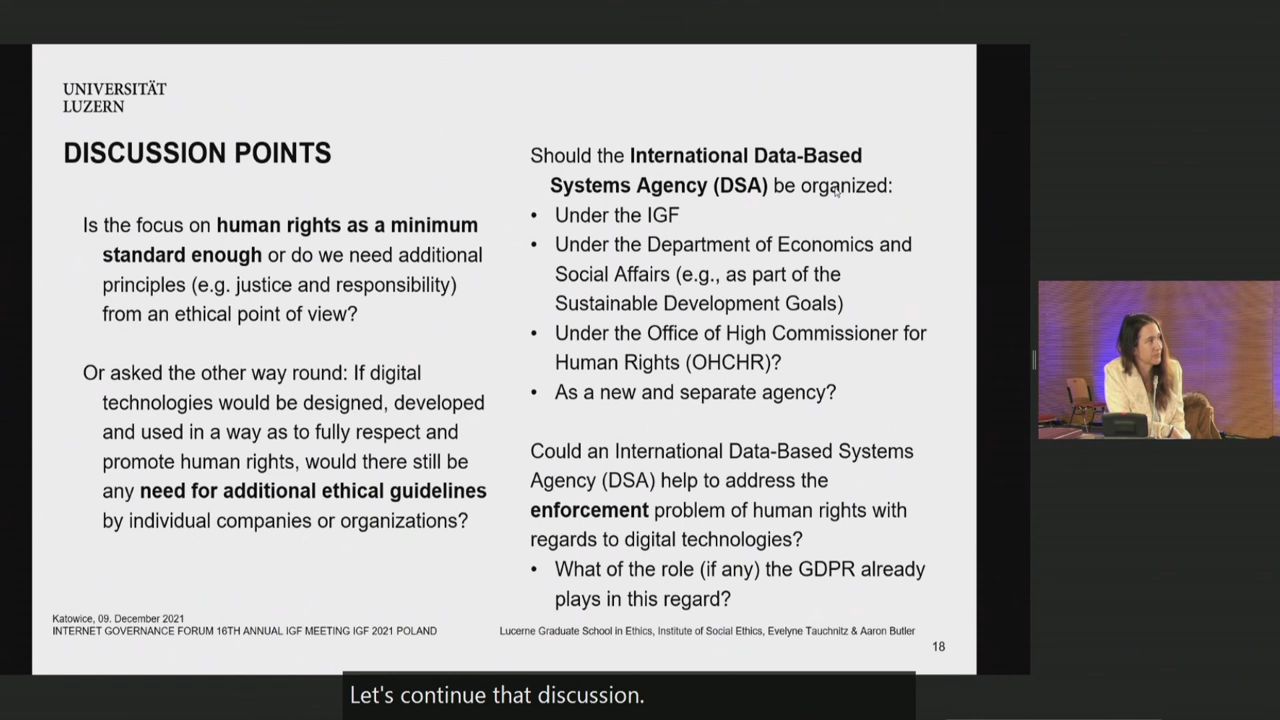 UNIVERSITÄT
LUZERN
DISCUSSION POINTS
Is the focus on human rights as a minimum
standard enough or do we need additional
principles (e.g. justice and responsibility)
from an ethical point of view?
Or asked the other way round: If digital
technologies would be designed, developed
and used in a way as to fully respect and
promote human rights, would there still be
any need for additional ethical guidelines
by individual companies or organizations?
Should the International Data-Based
Systems Agency (DSA) be organized:
• Under the IGF
• Under the Department of Economics and
Social Affairs (e.g., as part of the
Sustainable Development Goals)
• Under the Office of High Commissioner for
Human Rights (OHCHR)?
• As a new and separate agency?
Could an International Data-Based Systems
Agency (DSA) help to address the
enforcement problem of human rights with
regards to digital technologies?
• What of the role (if any) the GDPR already
plays in this regard?
Katowice, 09. December 2021
INTERNET GOVERNANCE FORUM 16TH ANNUAL IGF MEETING IGF 2021 POLAND
Lucerne Graduate School in Ethics, Institute of Social Ethics, Evelyne Tauchnitz & Aaron Butler
18
Let's continue that discussion.